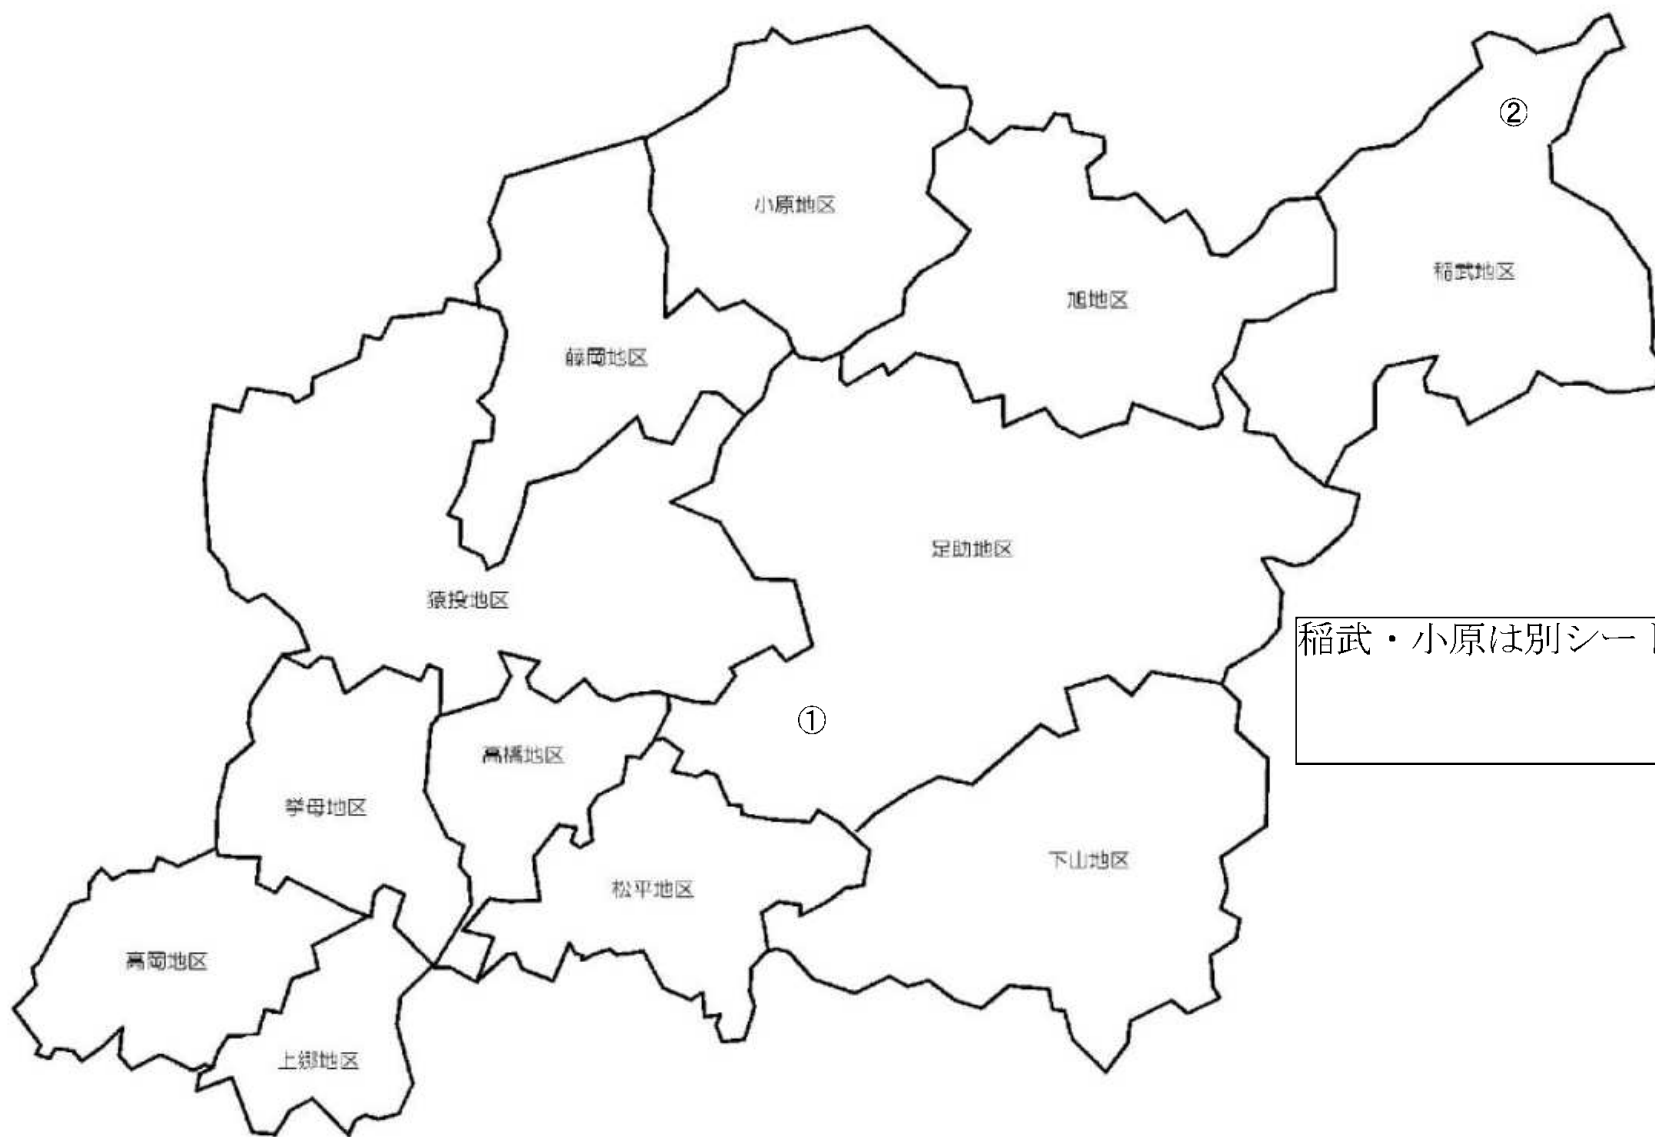 ②
小原地区
稲武地区
旭地区
藤岡地区
足助地区
猿投地区
稲武・小原は別シート
①
高橋地区
挙母地区
下山地区
松平地区
高岡地区
上郷地区